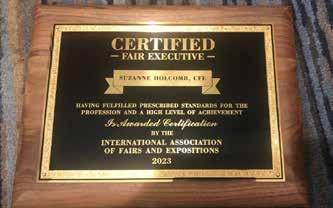 CERTIFIED
— FAIR EXECUTIVE —
SUZANNE HOLCOMB, CFE
HAVING FULFILLED PRESCRIBED STANDARDS FOR THE
PROFESSION AND A HIGH LEVEL OF ACHIEVEMENT
Is Awarded Certification
BY THE
INTERNATIONAL ASSOCIATION
OF FAIRS AND EXPOSITIONS
2023